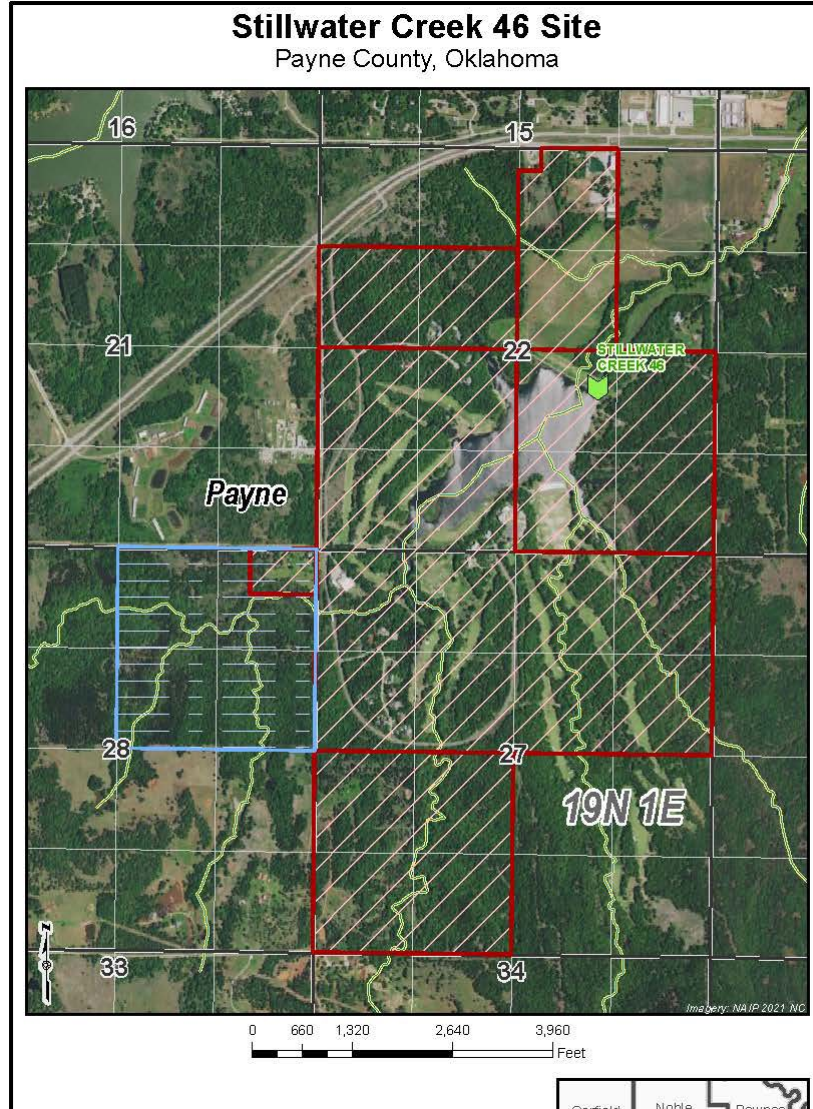 Stillwater Creek 46 Site
Payne County, Oklahoma
16
15
21
22
STILLWATER
CREEK 46
Payne
28
27
19N 1E
33
34
N
Imagery: NAIP 2021 NC
0 660 1,320 2,640 3,960
Feet
Noble